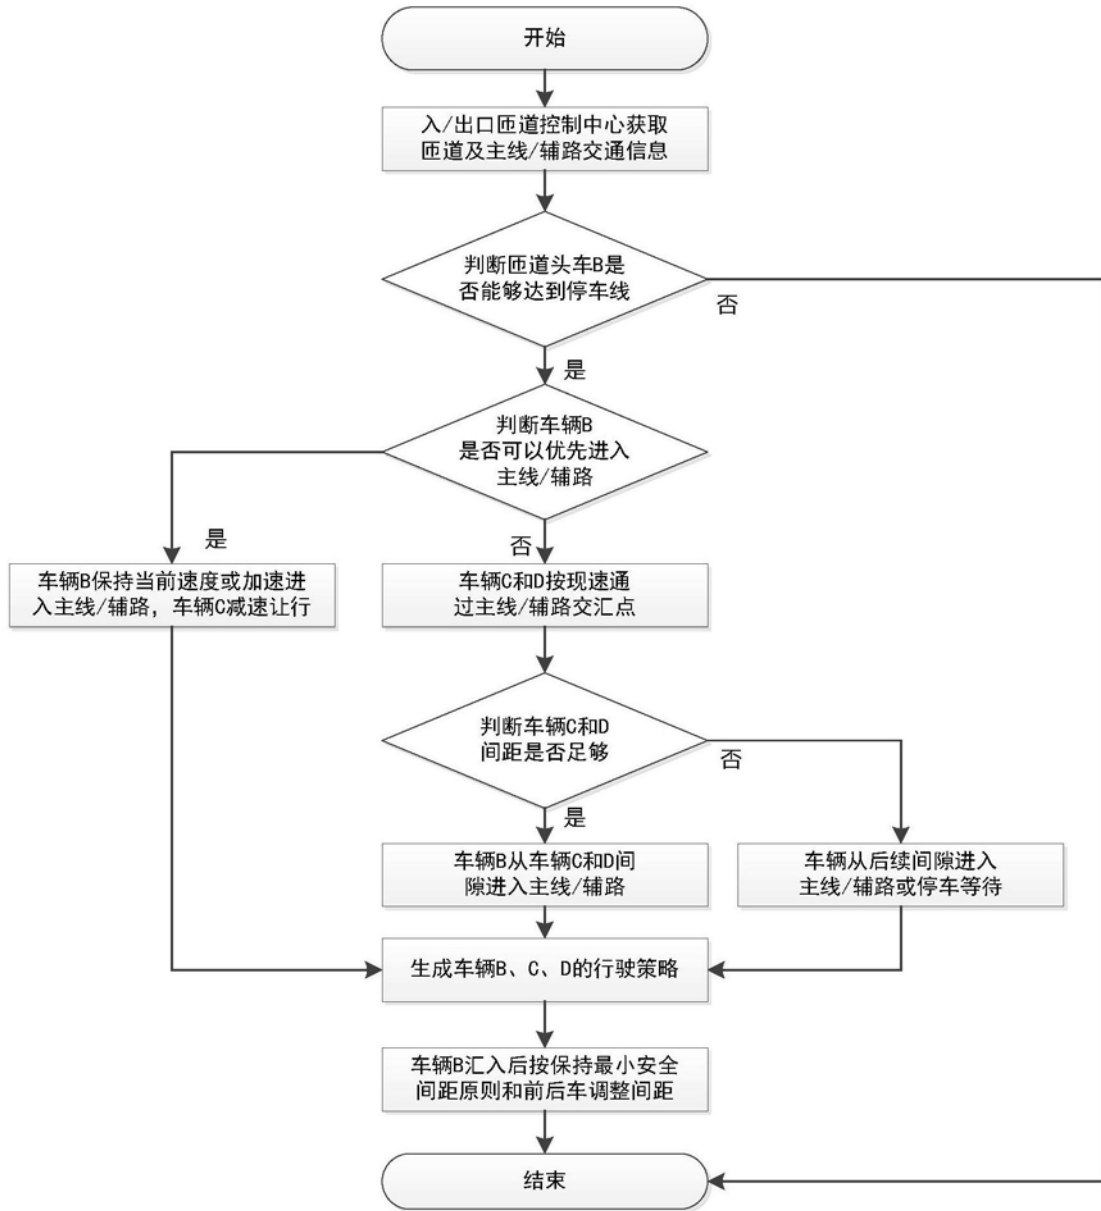 开始
入/出口匝道控制中心获取
匝道及主线/辅路交通信息
判断匝道头车B是
否能够达到停车线
否
是
判断车辆B
是否可以优先进入
主线/辅路
是
否
车辆B保持当前速度或加速进
入主线/辅路，车辆C减速让行
车辆C和D按现速通
过主线/辅路交汇点
判断车辆C和D
间距是否足够
否
是
车辆B从车辆C和D间
隙进入主线/辅路
车辆从后续间隙进入
主线/辅路或停车等待
生成车辆B、C、D的行驶策略
车辆B汇入后按保持最小安全
间距原则和前后车调整间距
结束